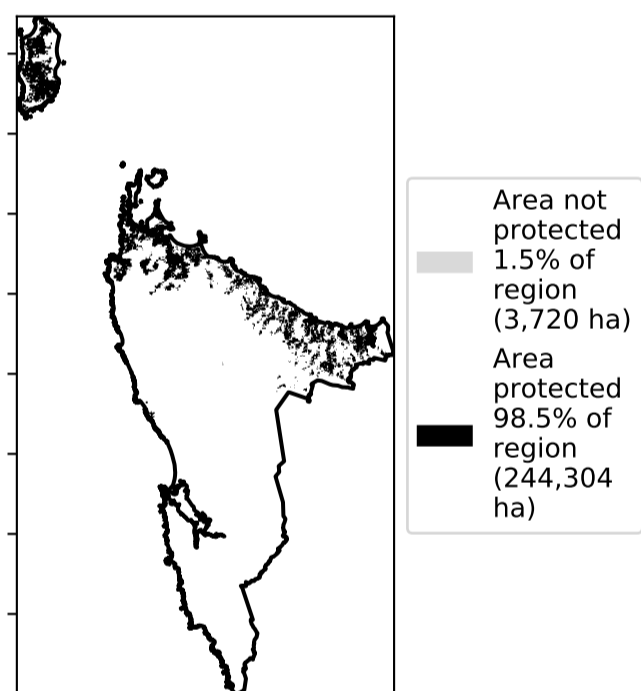 Area not
protected
1.5% of
region
(3,720 ha)
Area
protected
98.5% of
region
(244,304
ha)